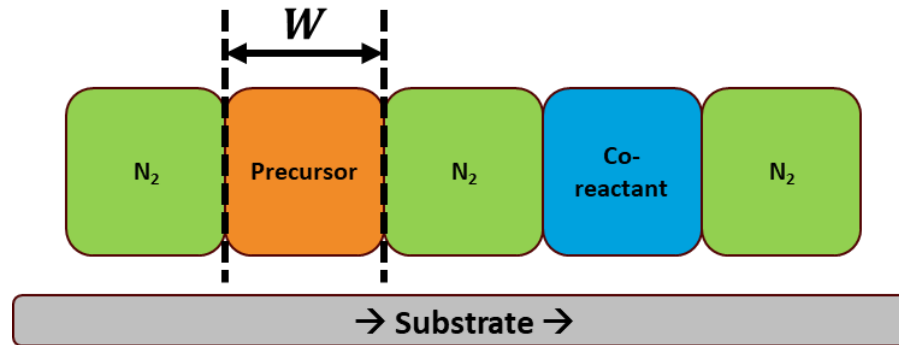 W
N₂
Precursor
N₂
Co-
reactant
N₂
→ Substrate →